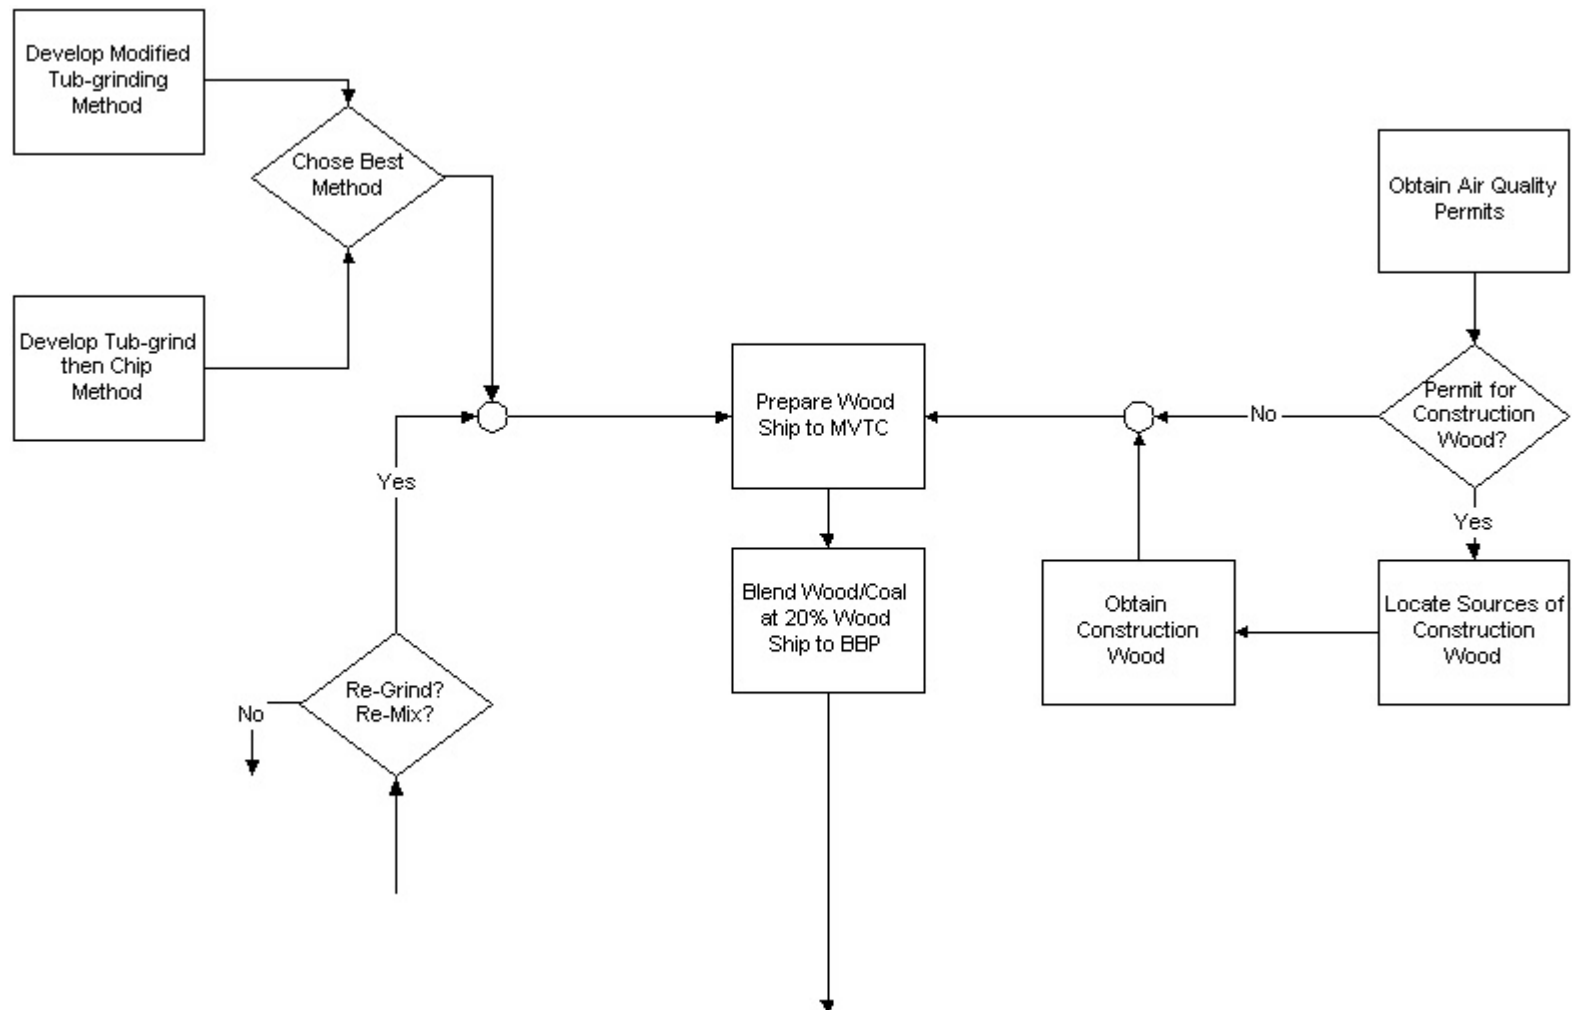 Develop Modified
Tub-grinding
Method
Chose Best
Method
Obtain Air Quality
Permits
Develop Tub-grind
then Chip
Method
Prepare Wood
Ship to MVTC
No
Permit for
Construction
Wood?
Yes
Yes
Blend Wood/Coal
at 20% Wood
Ship to BBP
Obtain
Construction
Wood
Locate Sources of
Construction
Wood
Re-Grind?
Re-Mix?
No